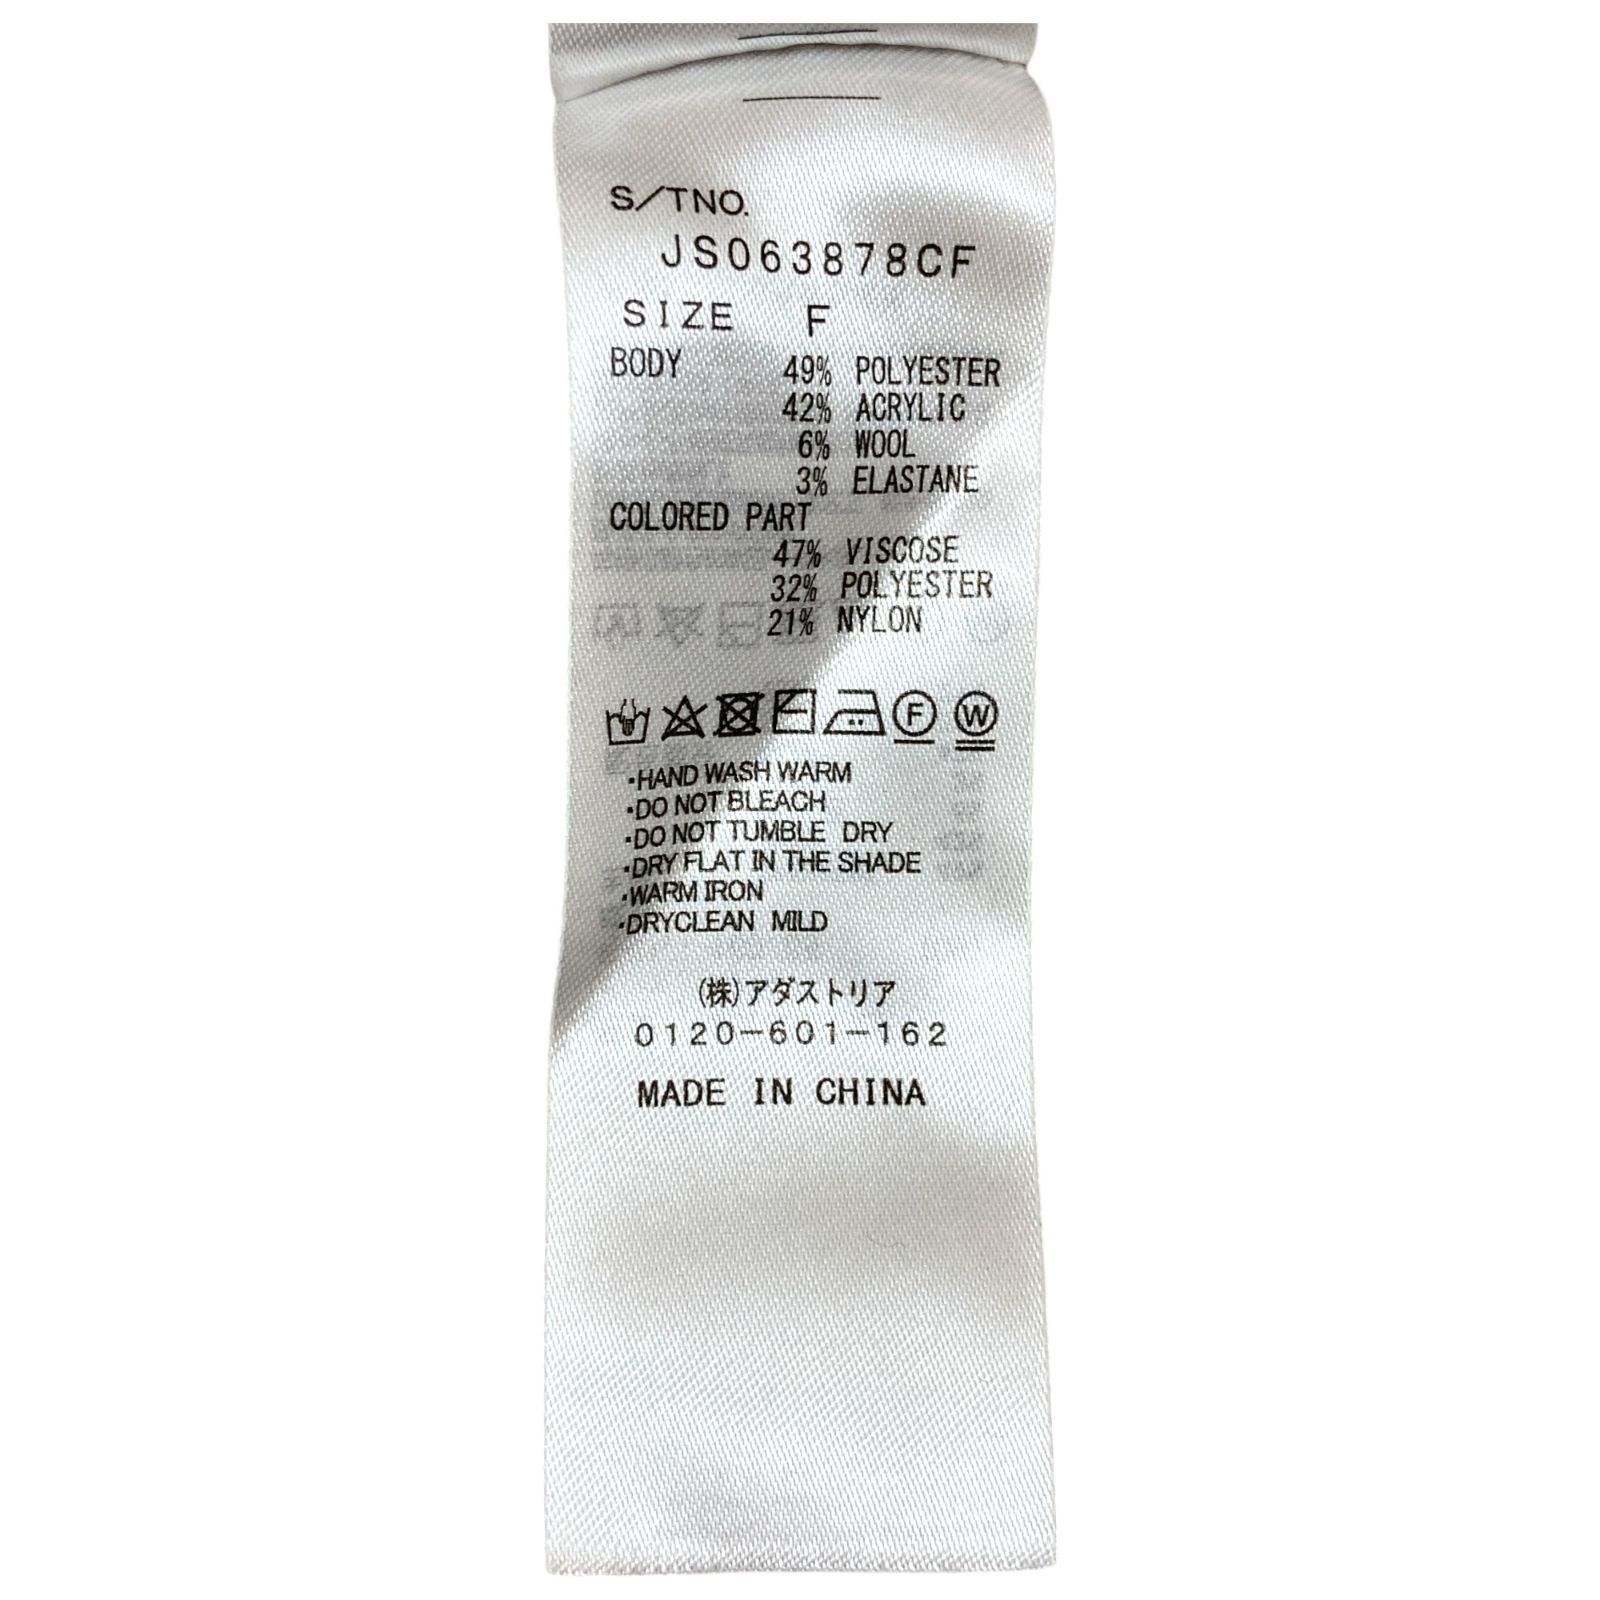 S/TNO.
JS063878CF
SIZE F
BODY 49% POLYESTER
42% ACRYLIC
6% WOOL
3% ELASTANE
COLORED PART
47% VISCOSE
32% POLYESTER
21% NYLON
F W
・HAND WASH WARM
・DO NOT BLEACH
・DO NOT TUMBLE DRY
・DRY FLAT IN THE SHADE
・WARM IRON
・DRYCLEAN MILD
(株)アダストリア
0120-601-162
MADE IN CHINA